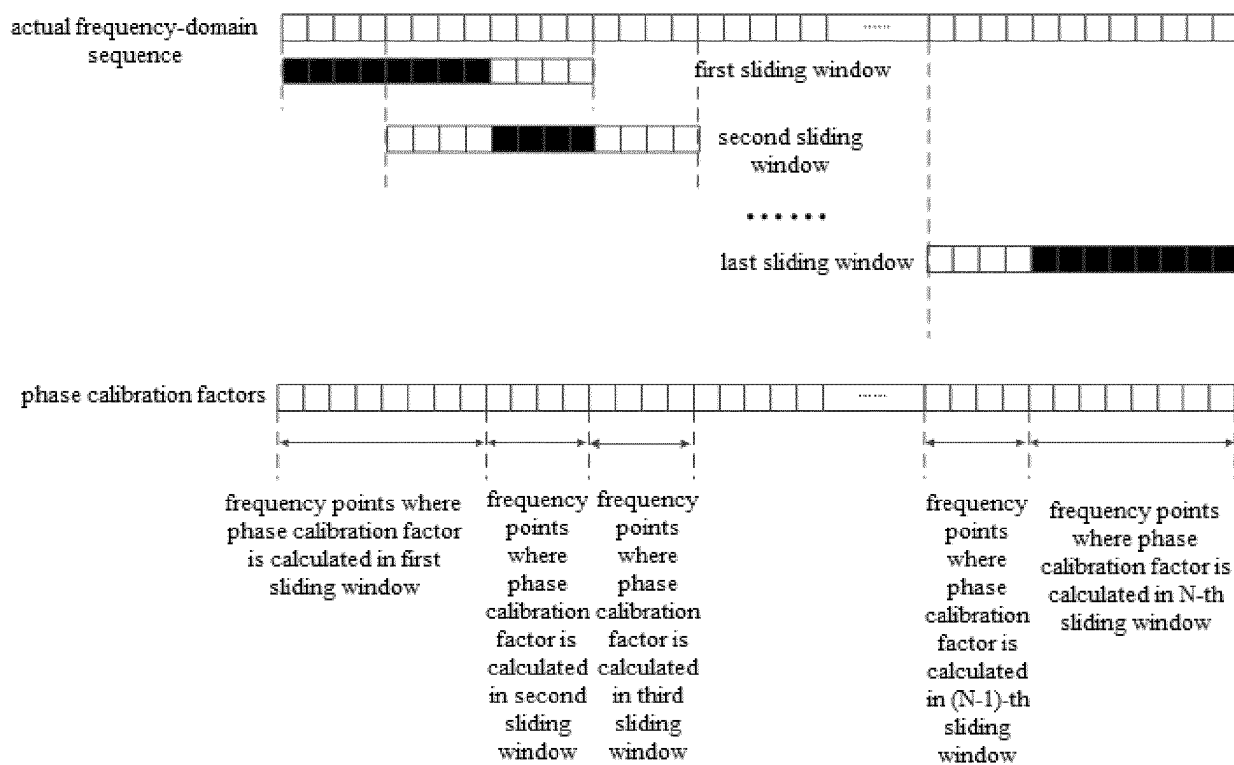 actual frequency-domain
sequence
......
first sliding window
second sliding
window
......
last sliding window
phase calibration factors
......
frequency points where
phase calibration factor
is calculated in first
sliding window
frequency
points
where
phase
calibration
factor is
calculated
in second
sliding
window
frequency
points
where
phase
calibration
factor is
calculated
in third
sliding
window
frequency
points
where
phase
calibration
factor is
calculated
in (N-1)-th
sliding
window
frequency points
where phase
calibration factor is
calculated in N-th
sliding window